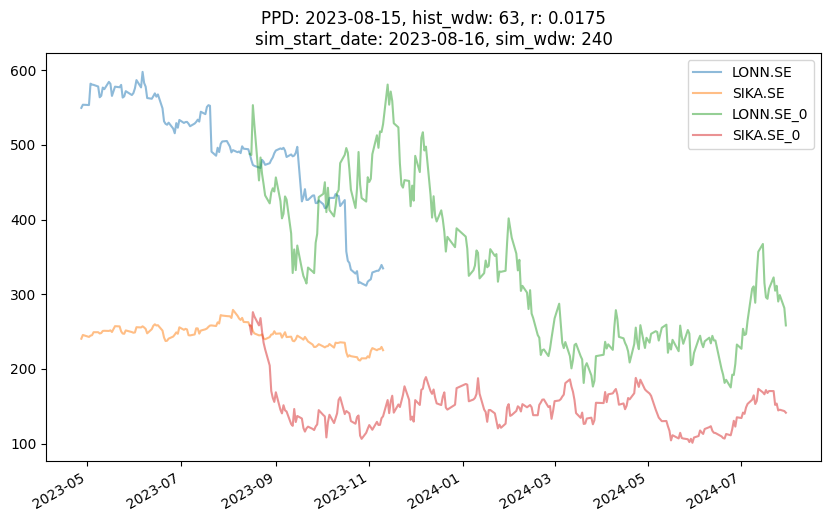 PPD: 2023-08-15, hist_wdw: 63, r: 0.0175
sim_start_date: 2023-08-16, sim_wdw: 240
LONN.SE
SIKA.SE
LONN.SE_0
SIKA.SE_0
600
500
400
300
200
100
2023-05
2023-07
2023-09
2023-11
2024-01
2024-03
2024-05
2024-07